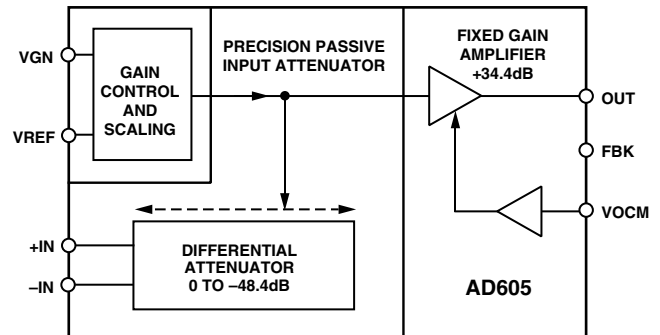 VGN
VREF
GAIN
CONTROL
AND
SCALING
PRECISION PASSIVE
INPUT ATTENUATOR
FIXED GAIN
AMPLIFIER
+34.4dB
OUT
FBK
VOCM
+IN
–IN
DIFFERENTIAL
ATTENUATOR
0 TO –48.4dB
AD605